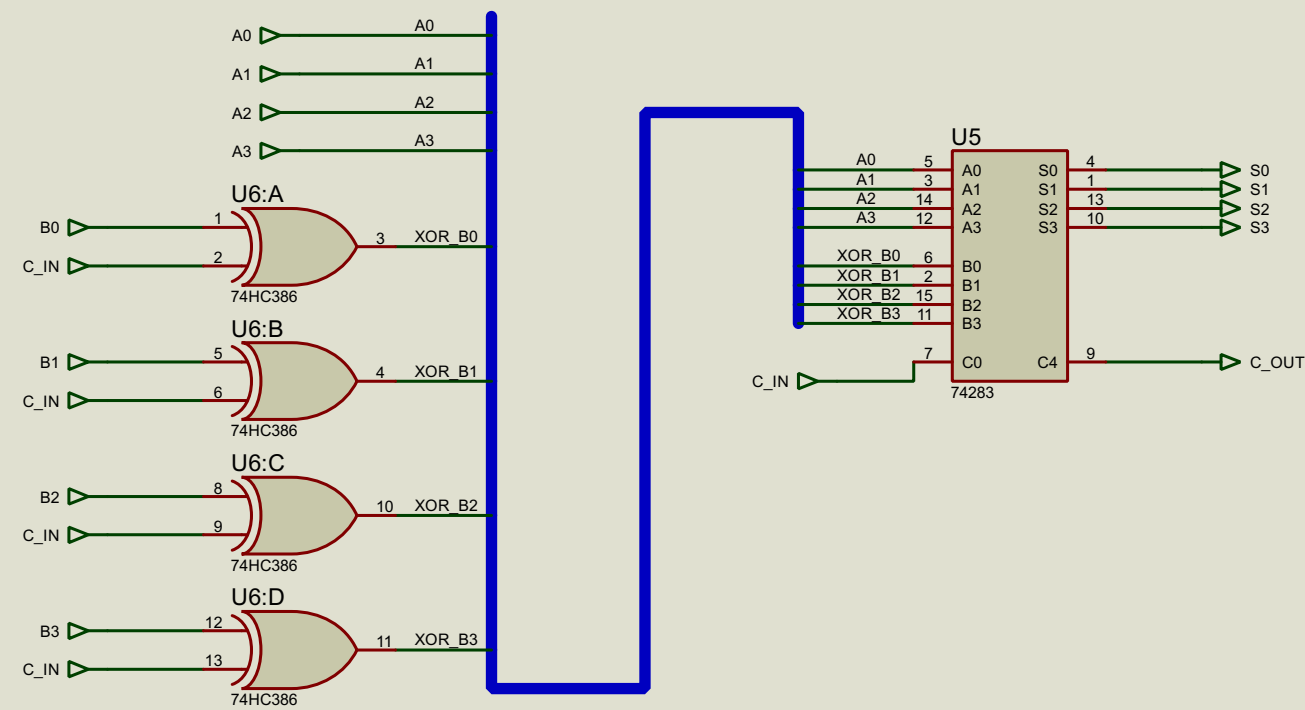 A0 A0
A1 A1
A2 A2
A3 A3
U6:A
B0 1
3 XOR_B0
C_IN 2
74HC386
U6:B
B1 5
4 XOR_B1
C_IN 6
74HC386
U6:C
B2 8
10 XOR_B2
C_IN 9
74HC386
U6:D
B3 12
11 XOR_B3
C_IN 13
74HC386
U5
A0 5 A0 S0 4 S0
A1 3 A1 S1 1 S1
A2 14 A2 S2 13 S2
A3 12 A3 S3 10 S3
XOR_B0 6 B0
XOR_B1 2 B1
XOR_B2 15 B2
XOR_B3 11 B3
7 C0 C4 9 C_OUT
C_IN
74283